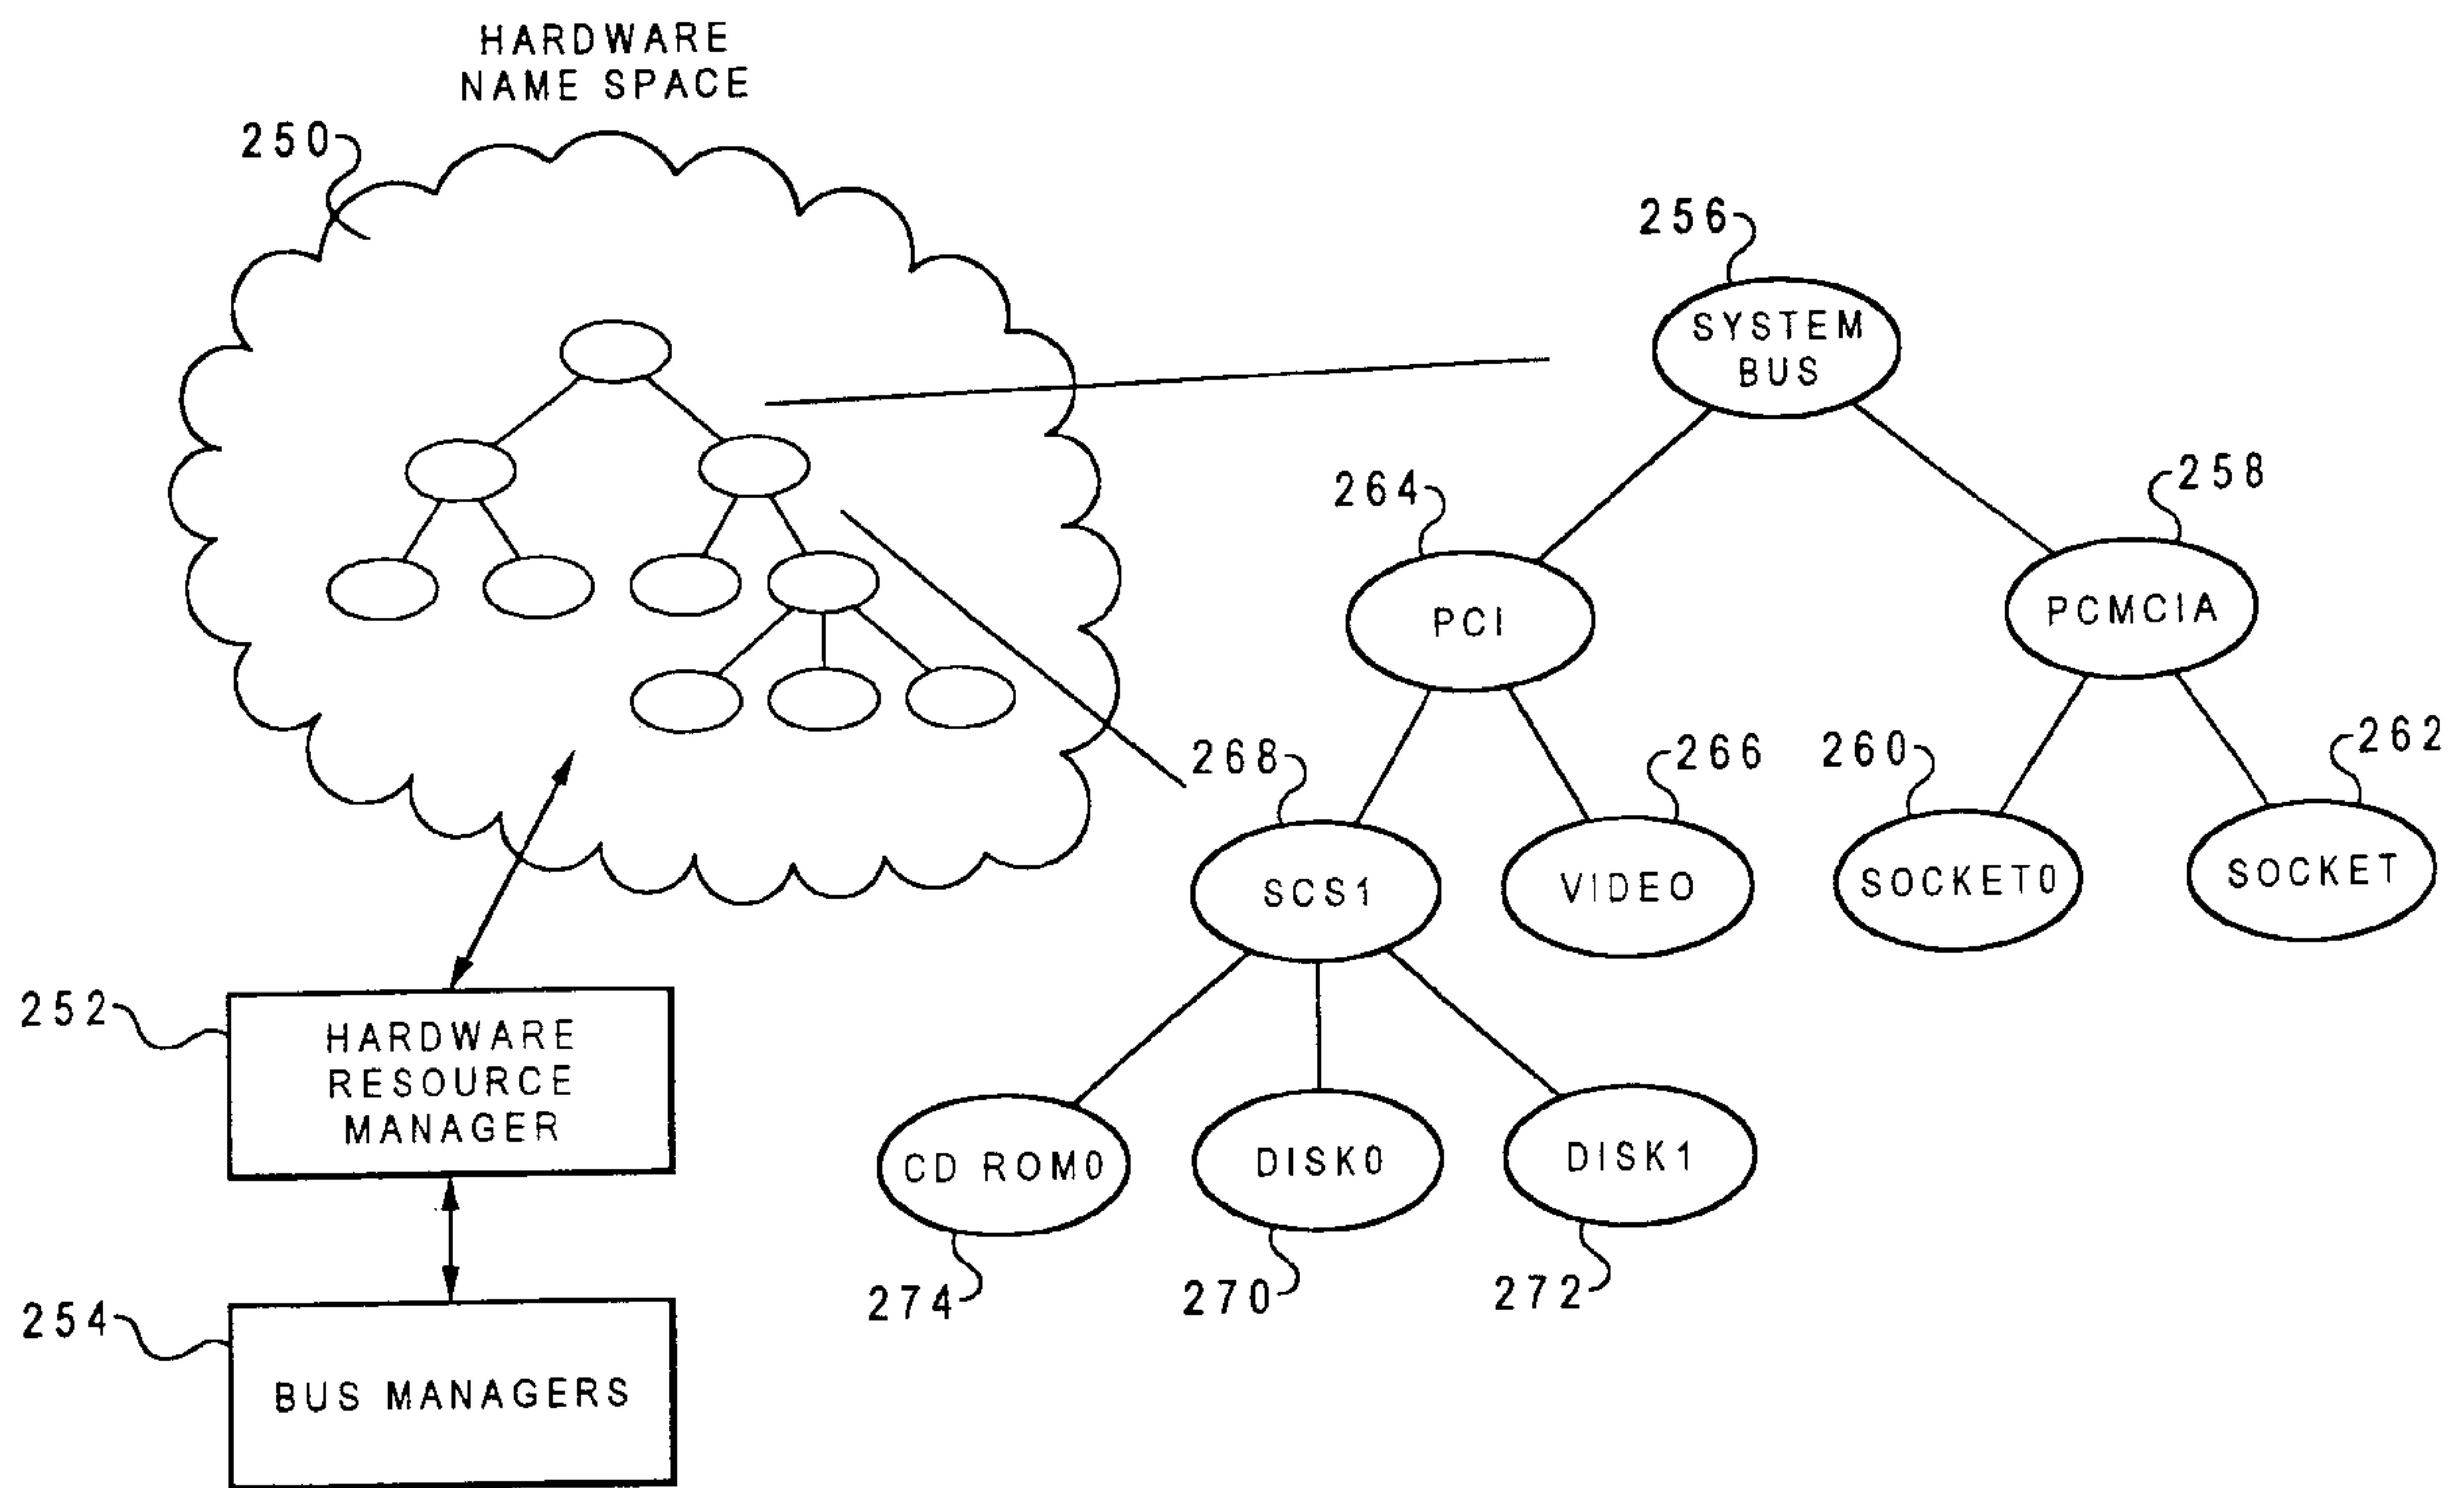 HARDWARE
NAME SPACE
250
256
SYSTEM
BUS
264
258
PCI
PCMCIA
268
266
260
262
SCS1
VIDEO
SOCKET0
SOCKET
252
HARDWARE
RESOURCE
MANAGER
CD ROM0
DISK0
DISK1
274
270
272
254
BUS MANAGERS